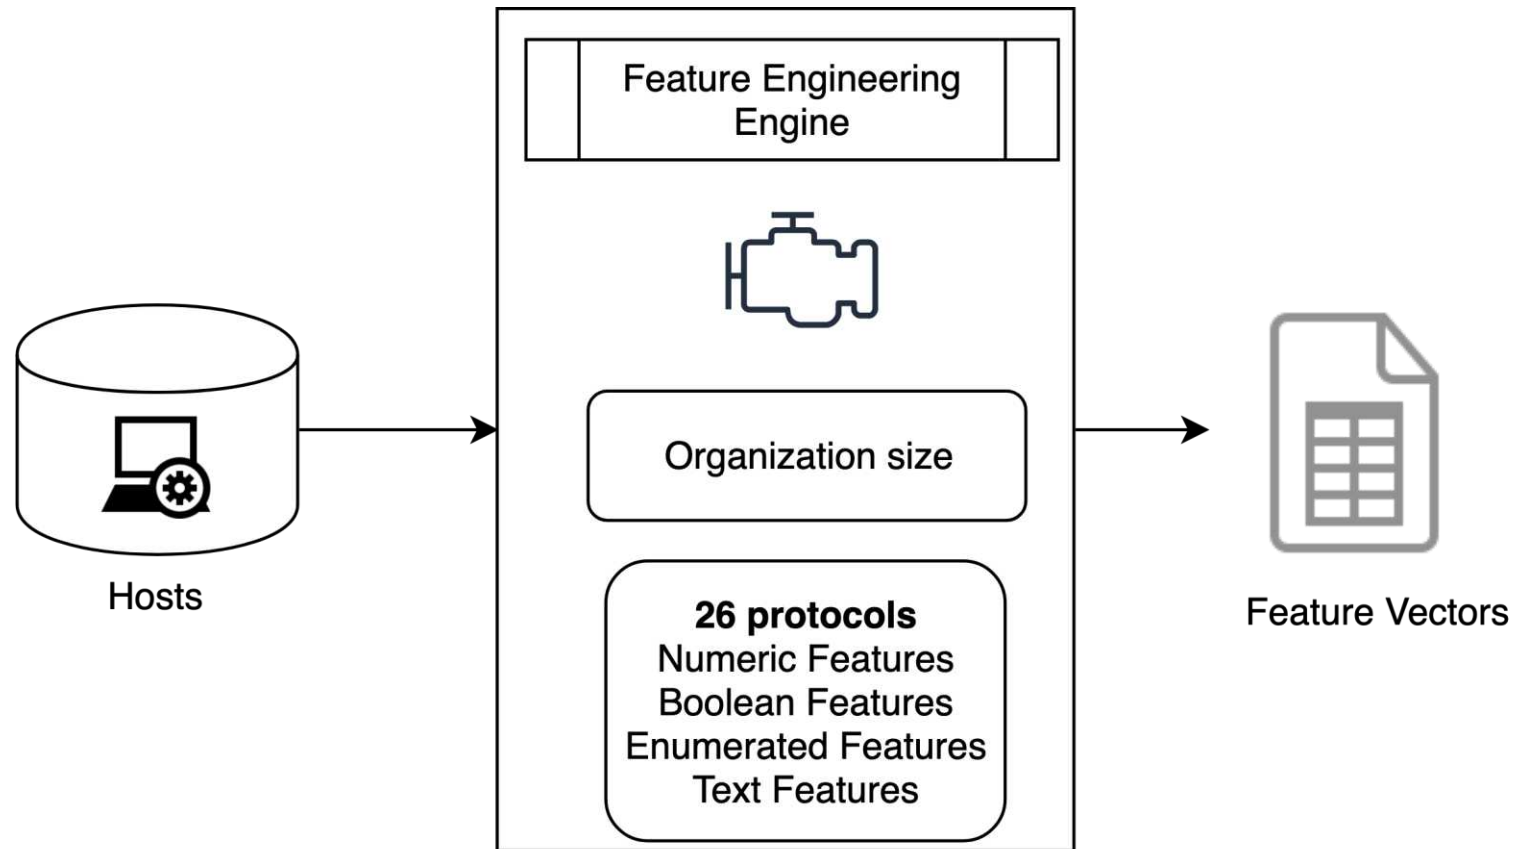 Feature Engineering
Engine
Organization size
Hosts
26 protocols
Numeric Features
Boolean Features
Enumerated Features
Text Features
Feature Vectors